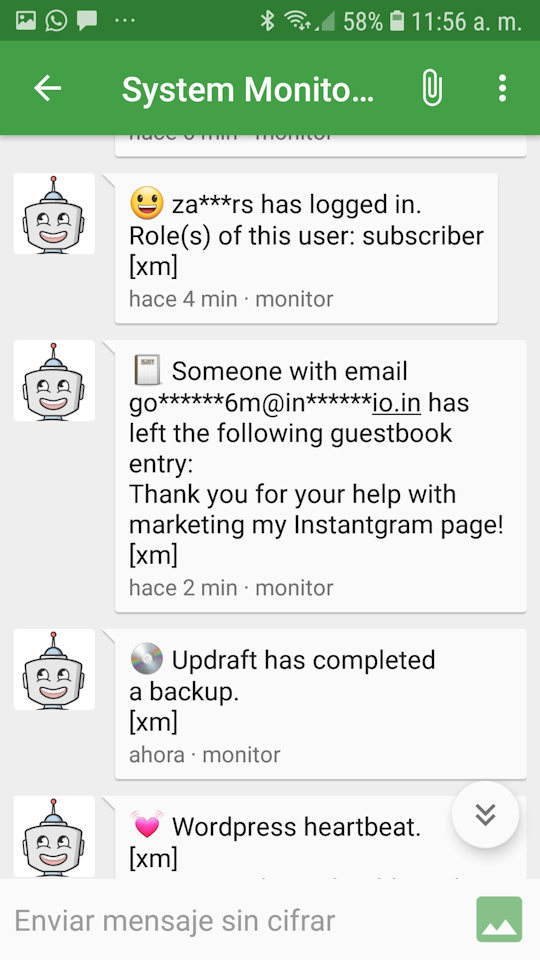 58% 11:56 a. m.
System Monito...
hace 6 min · monitor
😃 za***rs has logged in.
Role(s) of this user: subscriber
[xm]
hace 4 min · monitor
Someone with email
go******6m@in******io.in has
left the following guestbook
entry:
Thank you for your help with
marketing my Instantgram page!
[xm]
hace 2 min · monitor
💿 Updraft has completed
a backup.
[xm]
ahora · monitor
💓 Wordpress heartbeat.
[xm]
Enviar mensaje sin cifrar